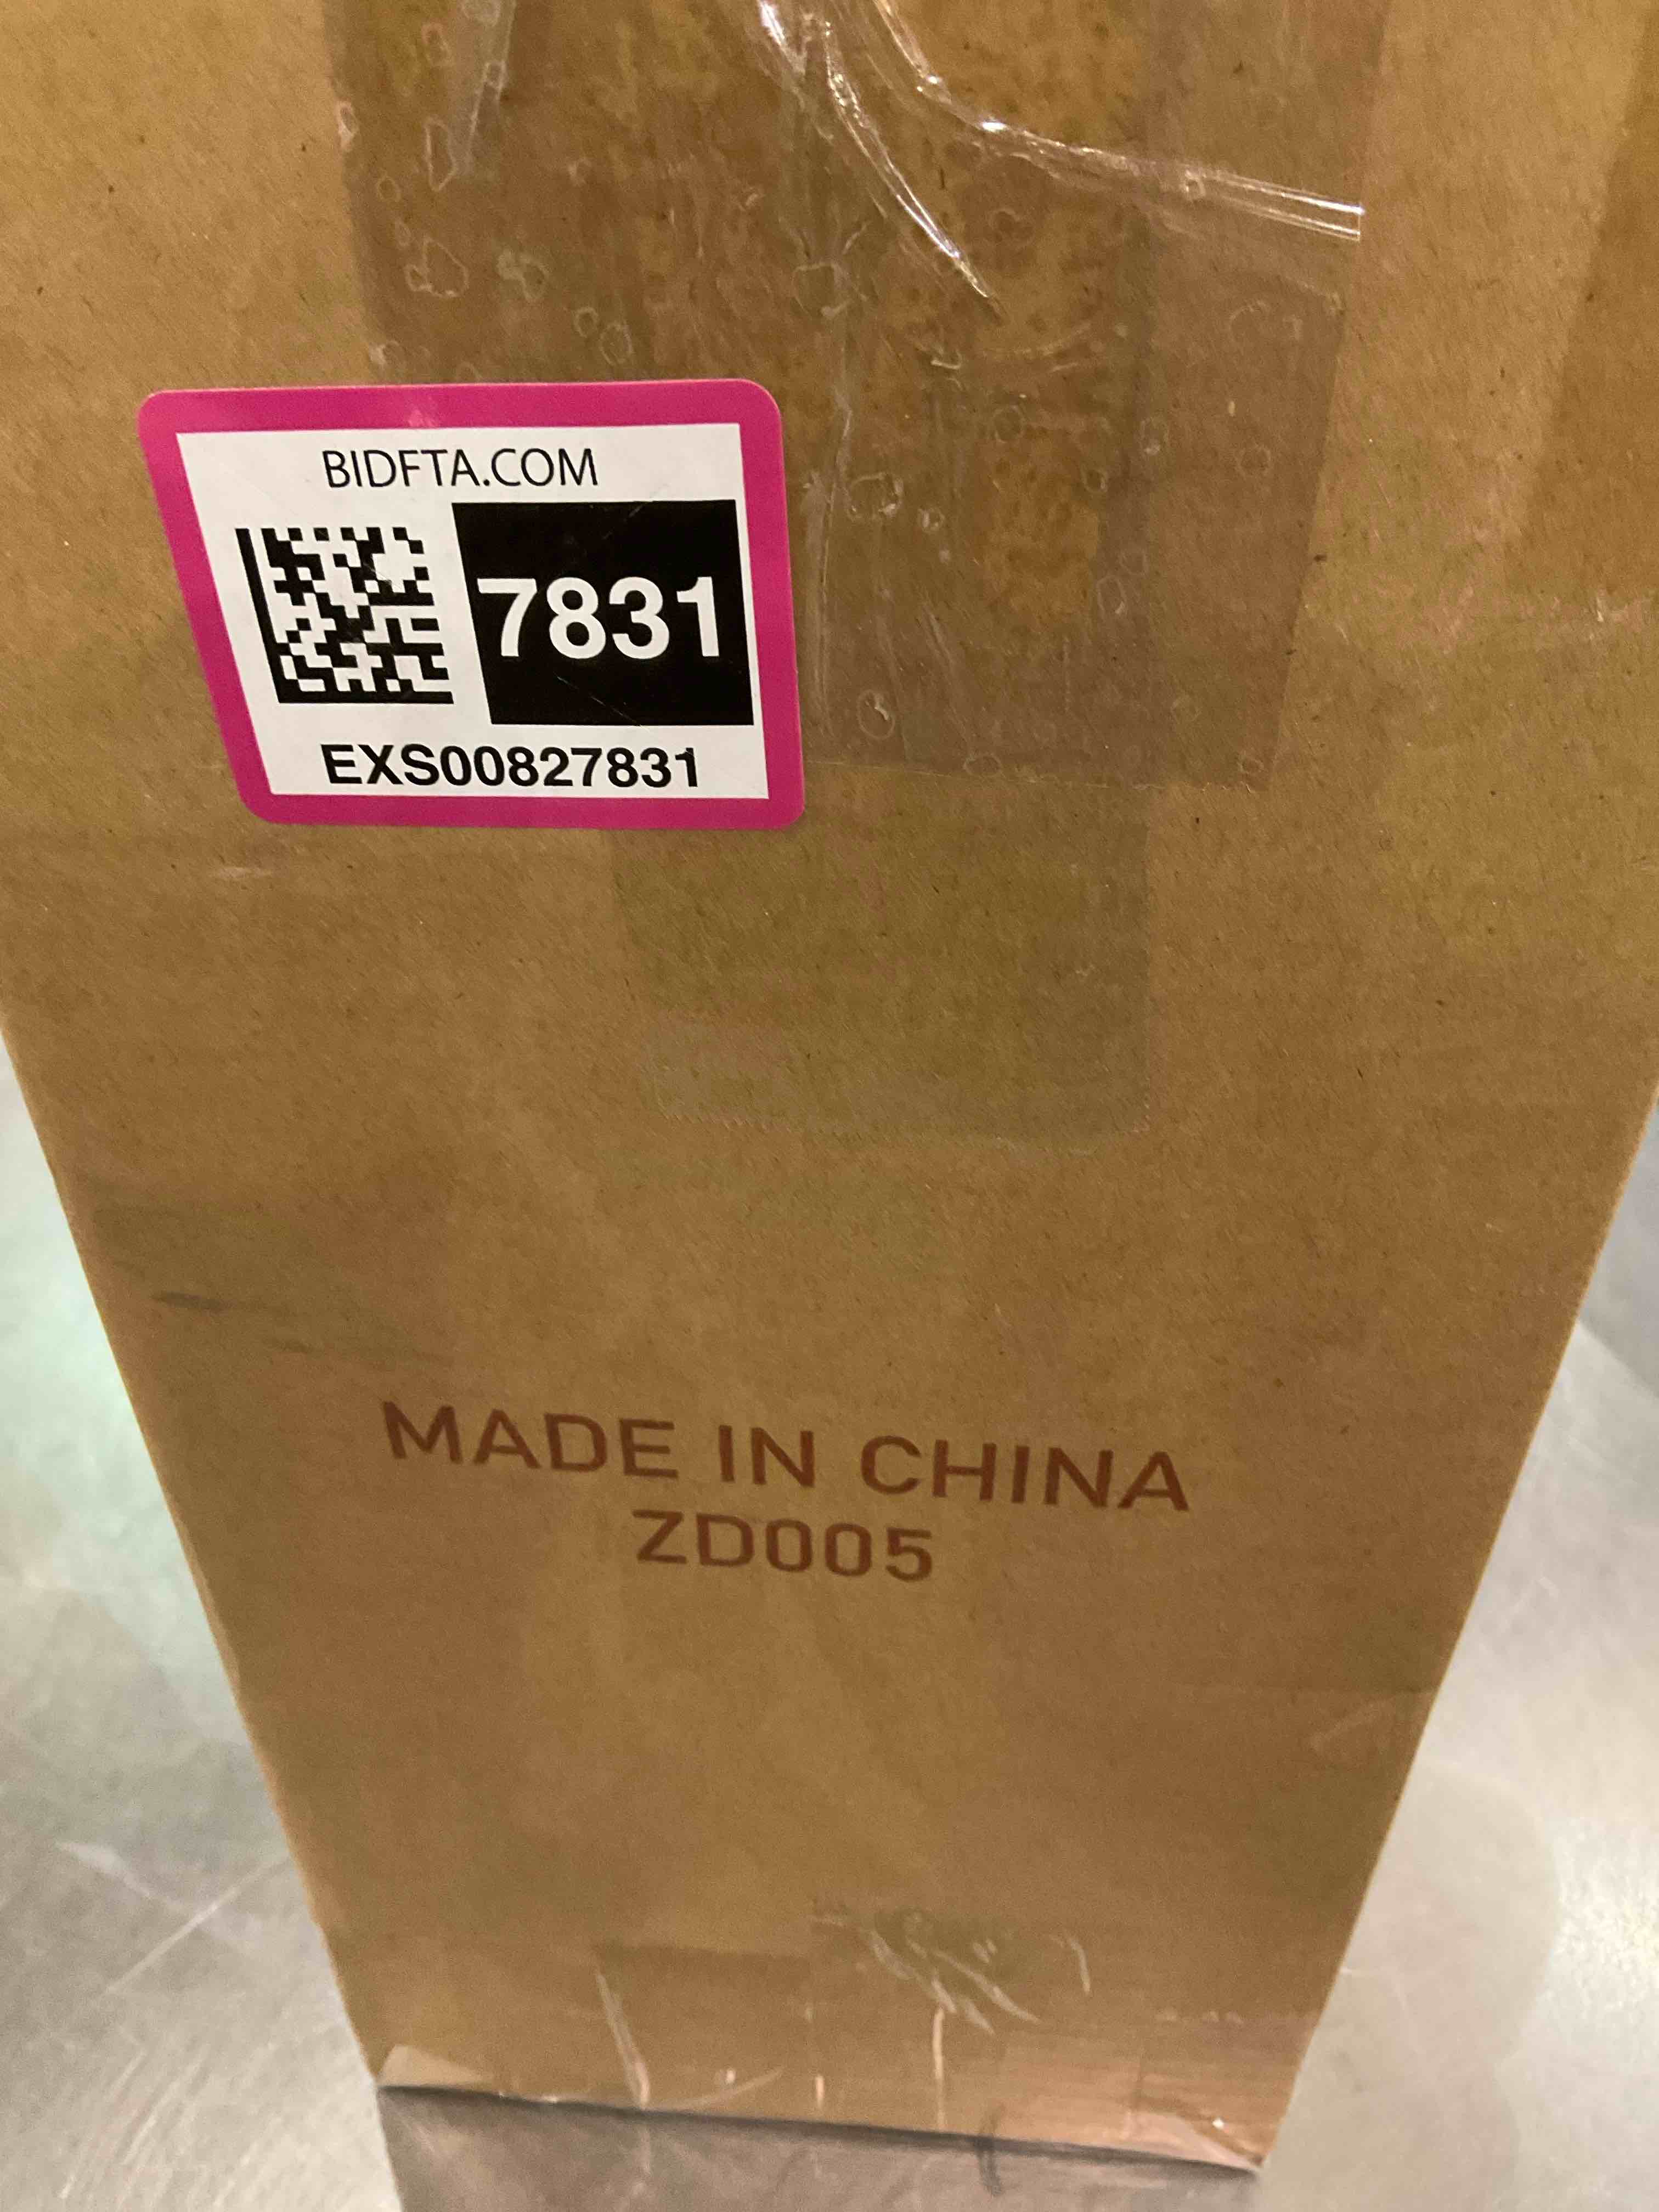 BIDFTA.COM
7831
EXS00827831
MADE IN CHINA
ZD005